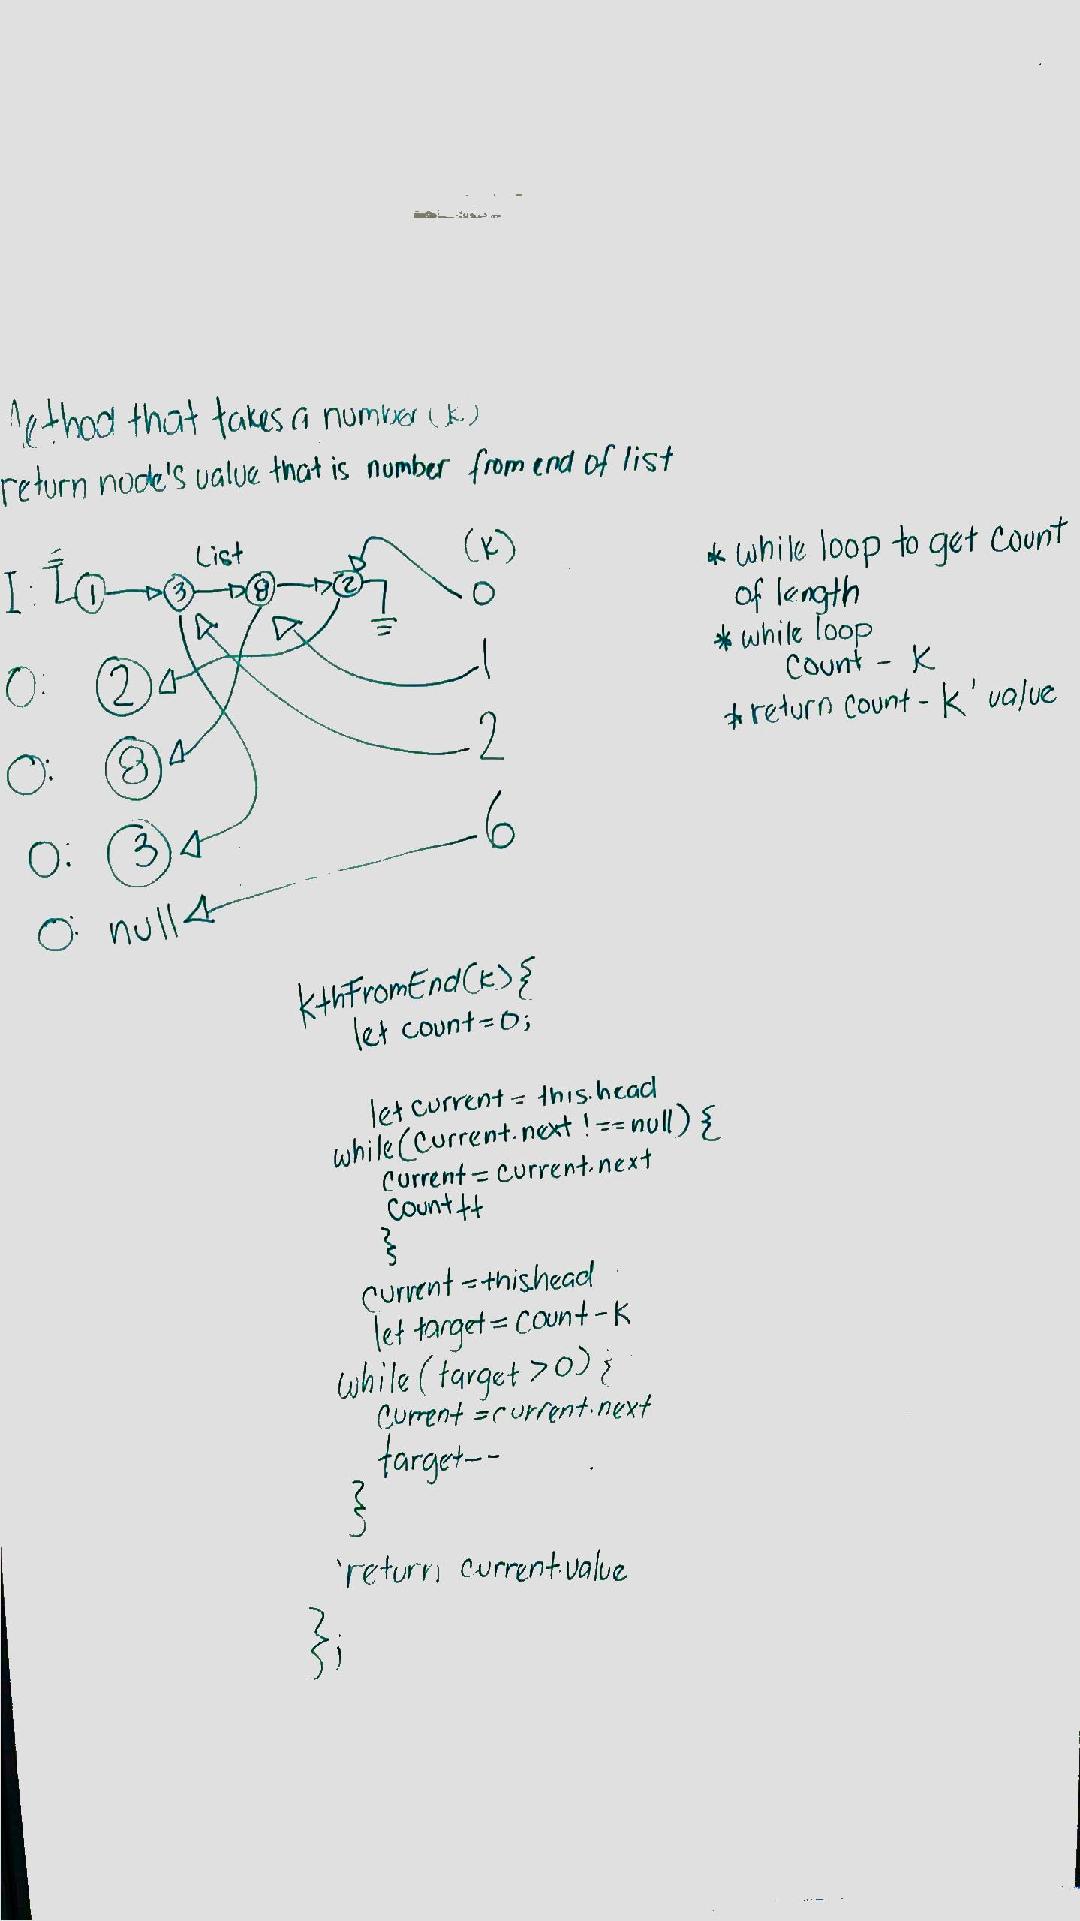 Method that takes a number (k)
return node's value that is number from end of list
List
(K)
I: 1 3 8 2
0
O: 2
1
O: 8
2
O: 3
6
O: null
* while loop to get count
of length
* while loop
count - K
* return count - K' value
kthFromEnd(k) {
let count = 0;
let current = this.head
while (current.next !== null) {
current = current.next
count ++
}
current = this.head
let target = count - K
while (target > 0) {
current = current.next
target--
}
return current.value
};